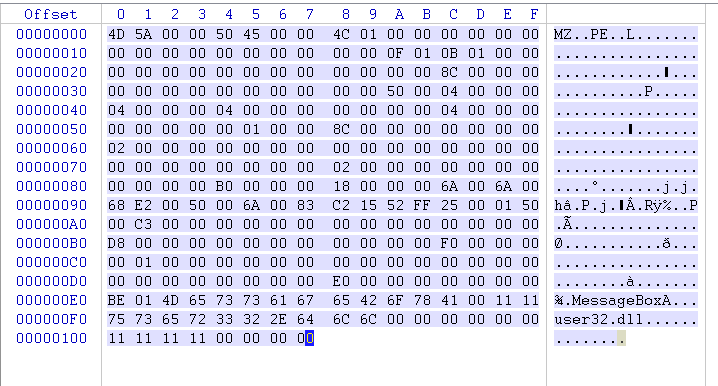 Offset 0 1 2 3 4 5 6 7 8 9 A B C D E F
00000000 4D 5A 00 00 50 45 00 00 4C 01 00 00 00 00 00 00 MZ..PE..L.......
00000010 00 00 00 00 00 00 00 00 00 00 0F 01 0B 01 00 00 ................
00000020 00 00 00 00 00 00 00 00 00 00 00 00 8C 00 00 00 ............▌...
00000030 00 00 00 00 00 00 00 00 00 00 50 00 04 00 00 00 ..........P.....
00000040 04 00 00 00 04 00 00 00 00 00 00 00 04 00 00 00 ................
00000050 00 00 00 00 01 00 00 00 8C 00 00 00 00 00 00 00 ........▌.......
00000060 02 00 00 00 00 00 00 00 00 00 00 00 00 00 00 00 ................
00000070 00 00 00 00 00 00 00 00 02 00 00 00 00 00 00 00 ................
00000080 00 00 00 00 B0 00 00 00 18 00 00 00 6A 00 6A 00 ....°.......j.j.
00000090 68 E2 00 50 00 6A 00 83 C2 15 52 FF 25 00 01 50 hâ.P.j.▌Â.Rÿ%..P
000000A0 00 C3 00 00 00 00 00 00 00 00 00 00 00 00 00 00 .Ã..............
000000B0 D8 00 00 00 00 00 00 00 00 00 00 00 F0 00 00 00 Ø...........ð...
000000C0 00 01 00 00 00 00 00 00 00 00 00 00 00 00 00 00 ................
000000D0 00 00 00 00 00 00 00 00 00 00 00 00 E0 00 00 00 ............à...
000000E0 BE 01 4D 65 73 73 61 67 65 42 6F 78 41 00 11 11 ¾.MessageBoxA...
000000F0 75 73 65 72 33 32 2E 64 6C 6C 00 00 00 00 00 00 user32.dll......
00000100 11 11 11 11 00 00 00 00 ........